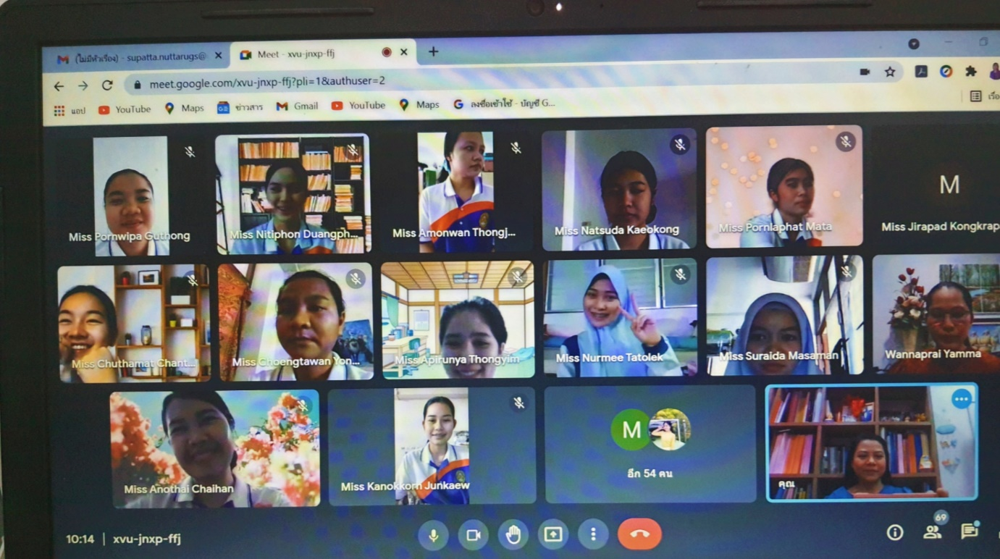 (ไม่มีหัวเรื่อง) - supatta.nuttarugs@
Meet - xvu-jnxp-ffj
meet.google.com/xvu-jnxp-ffj?pli=1&authuser=2
แอป YouTube Maps ข่าวสาร Gmail YouTube Maps ลงชื่อเข้าใช้ - บัญชี G...
Miss Pornwipa Guthong
Miss Nitiphon Duangph...
Miss Amonwan Thongj...
Miss Natsuda Kaeokong
Miss Pornlaphat Mata
M
Miss Jirapad Kongkrap
Miss Chuthamat Chant...
Miss Choengtawan Yon...
Miss Apirunya Thongyim
Miss Nurmee Tatolek
Miss Suraida Masaman
Wannaprai Yamma
Miss Anothai Chaihan
Miss Kanokkorn Junkaew
M
อีก 54 คน
คุณ
10:14 | xvu-jnxp-ffj
69